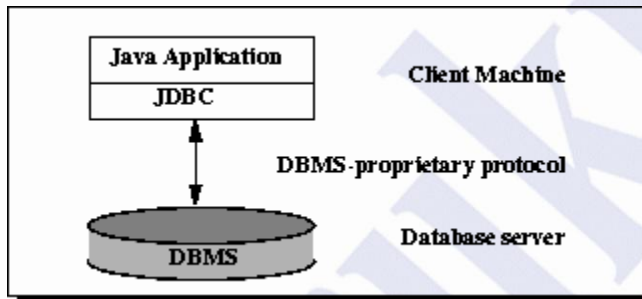 Java Application
JDBC
Client Machine
DBMS-proprietary protocol
DBMS
Database server